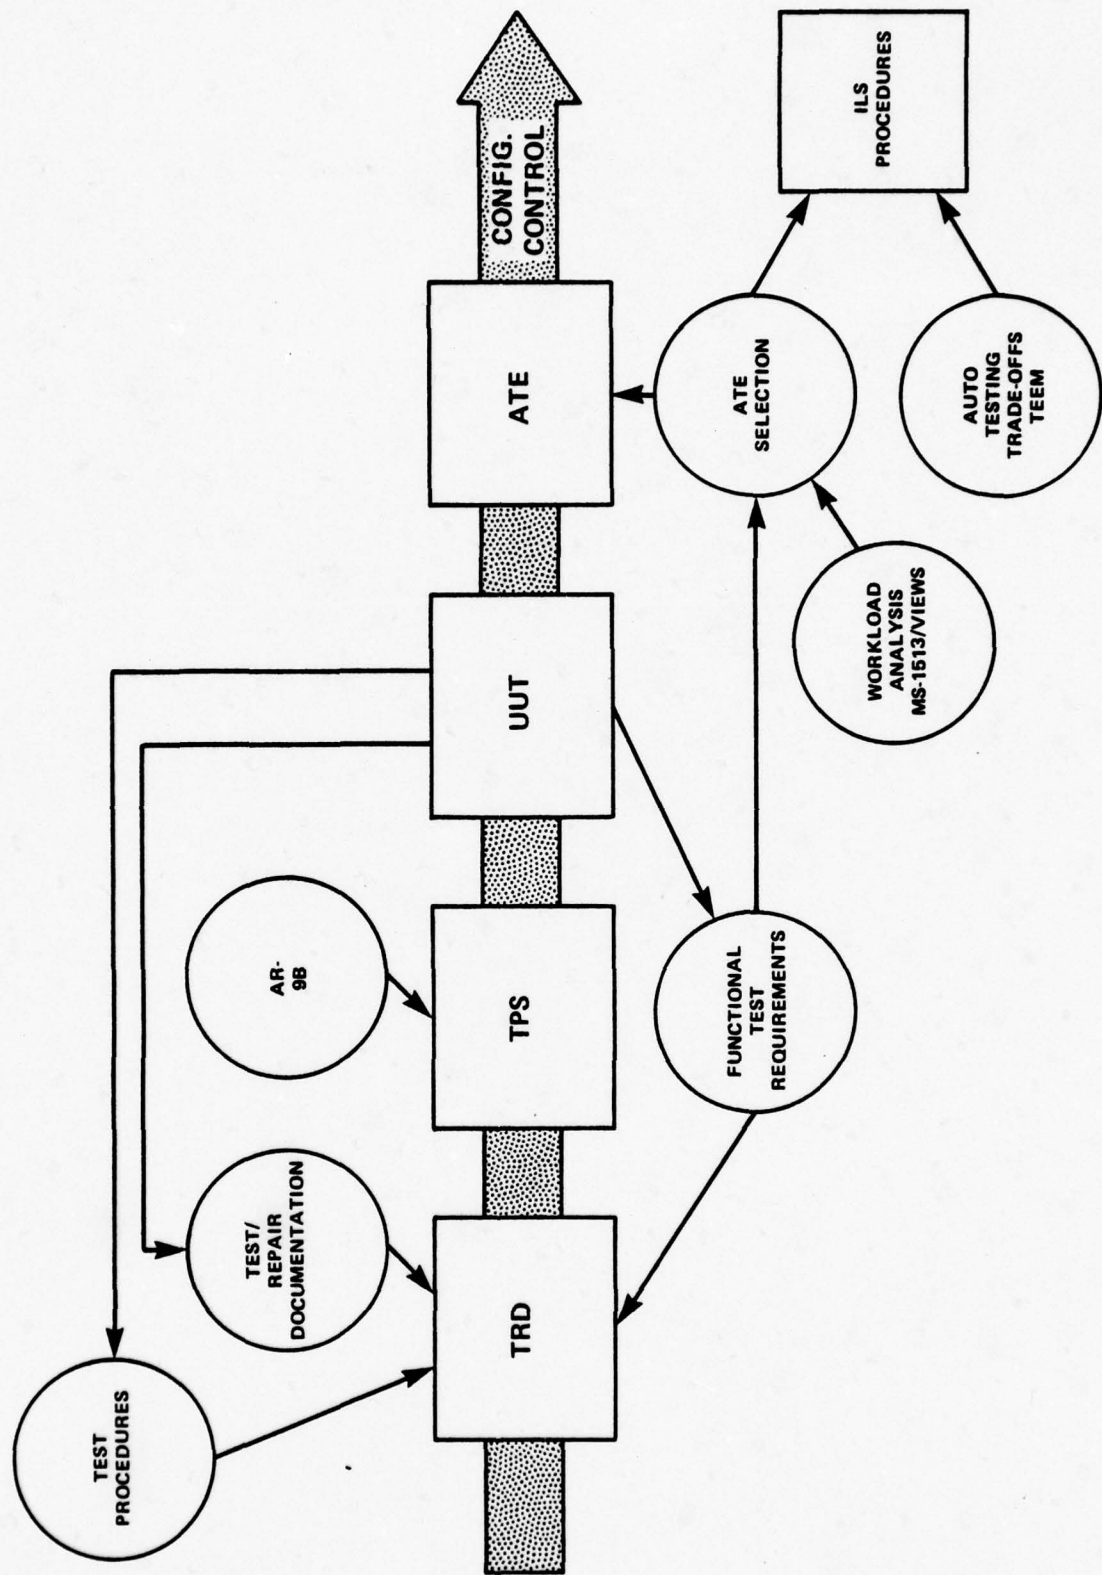 TEST
PROCEDURES
TEST/
REPAIR
DOCUMENTATION
AR-
9B
TRD
TPS
UUT
ATE
CONFIG.
CONTROL
FUNCTIONAL
TEST
REQUIREMENTS
ATE
SELECTION
WORKLOAD
ANALYSIS
MS-1513/VIEWS
AUTO
TESTING
TRADE-OFFS
TEEM
ILS
PROCEDURES